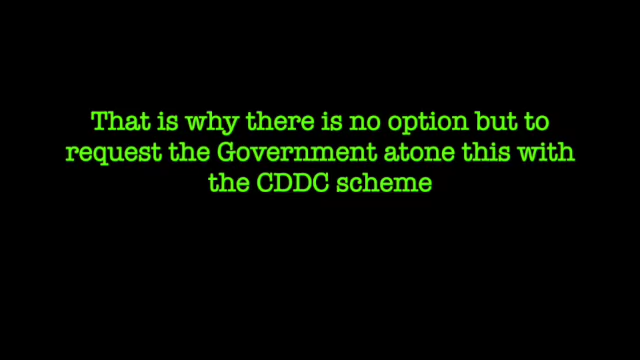 That is why there is no option but to
request the Government atone this with
the CDDC scheme